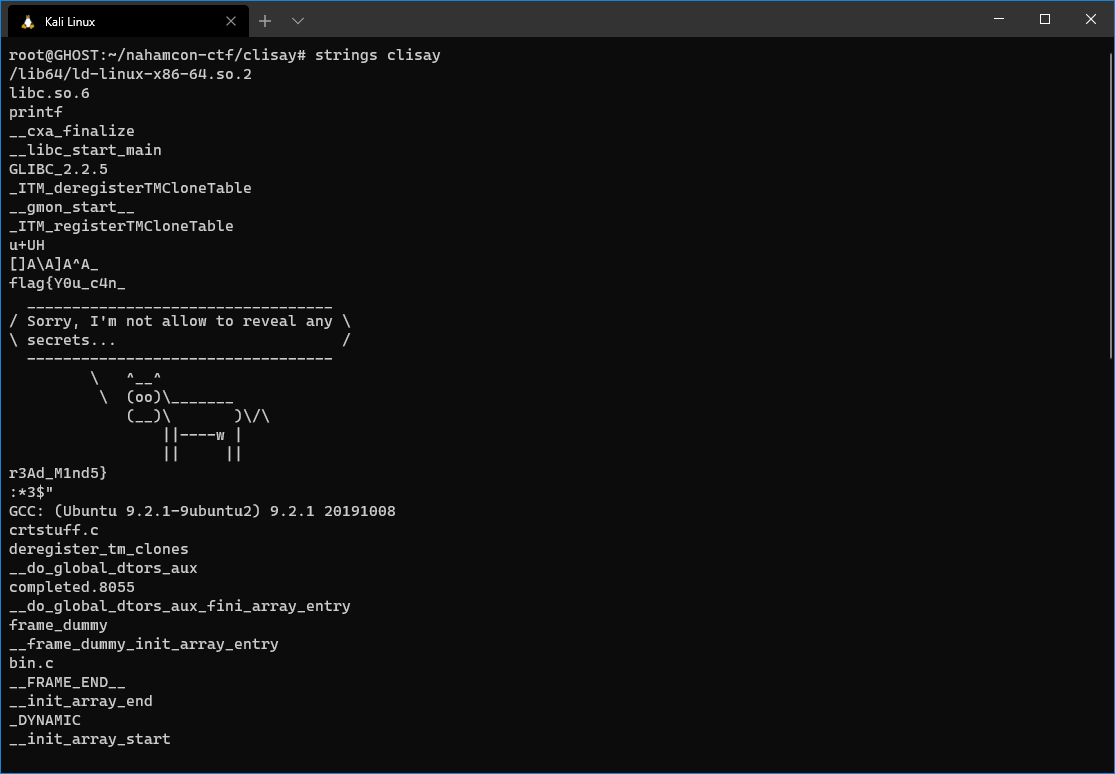 Kali Linux
root@GHOST:~/nahamcon-ctf/clisay# strings clisay
/lib64/ld-linux-x86-64.so.2
libc.so.6
printf
__cxa_finalize
__libc_start_main
GLIBC_2.2.5
_ITM_deregisterTMCloneTable
__gmon_start__
_ITM_registerTMCloneTable
u+UH
[]A\A]A^A_
flag{Y0u_c4n_
  __________________________________
/ Sorry, I'm not allow to reveal any \
\ secrets...                         /
  ----------------------------------
         \   ^__^
          \  (oo)\_______
             (__)\       )\/\
                 ||----w |
                 ||     ||
r3Ad_M1nd5}
:*3$"
GCC: (Ubuntu 9.2.1-9ubuntu2) 9.2.1 20191008
crtstuff.c
deregister_tm_clones
__do_global_dtors_aux
completed.8055
__do_global_dtors_aux_fini_array_entry
frame_dummy
__frame_dummy_init_array_entry
bin.c
__FRAME_END__
__init_array_end
_DYNAMIC
__init_array_start